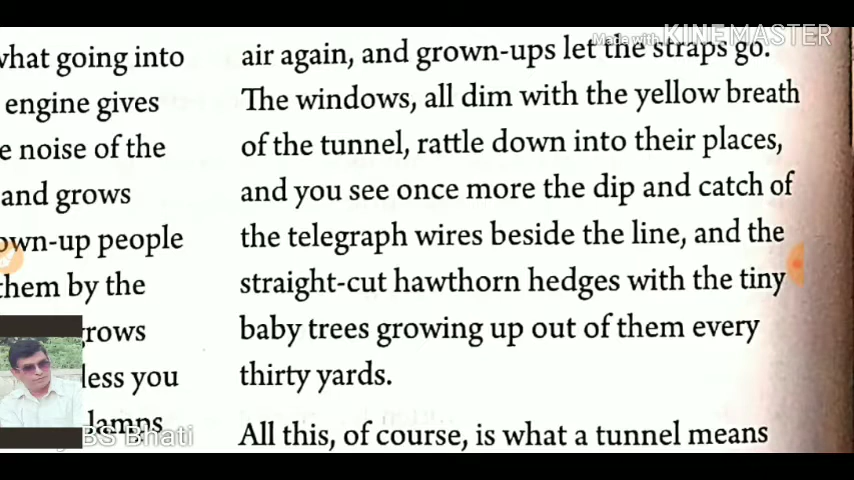 what going into
engine gives
noise of the
and grows
own-up people
them by the
rows
less you
lamps
air again, and grown-ups let the straps go.
The windows, all dim with the yellow breath
of the tunnel, rattle down into their places,
and you see once more the dip and catch of
the telegraph wires beside the line, and the
straight-cut hawthorn hedges with the tiny
baby trees growing up out of them every
thirty yards.
All this, of course, is what a tunnel means
Made with KINEMASTER
BS Bhati